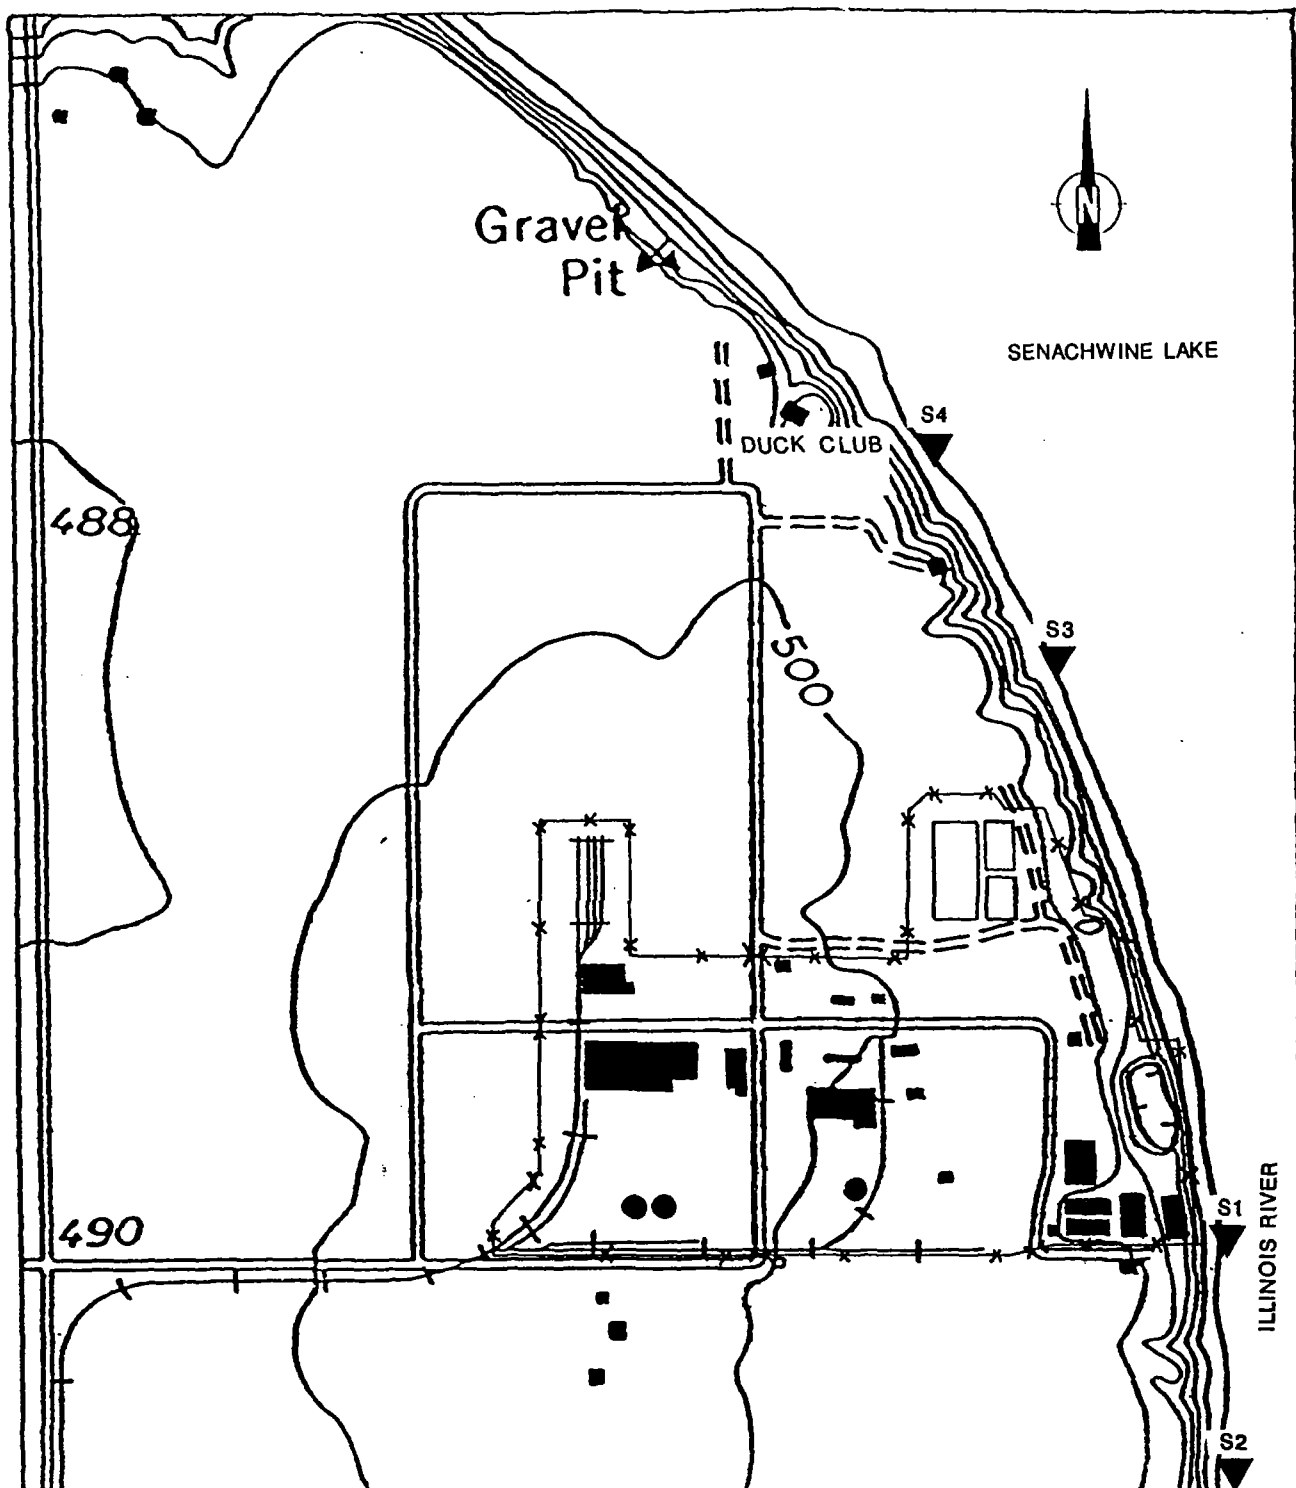 Gravel
Pit
N
SENACHWINE LAKE
S4
DUCK CLUB
488
S3
500
490
S1
ILLINOIS RIVER
S2